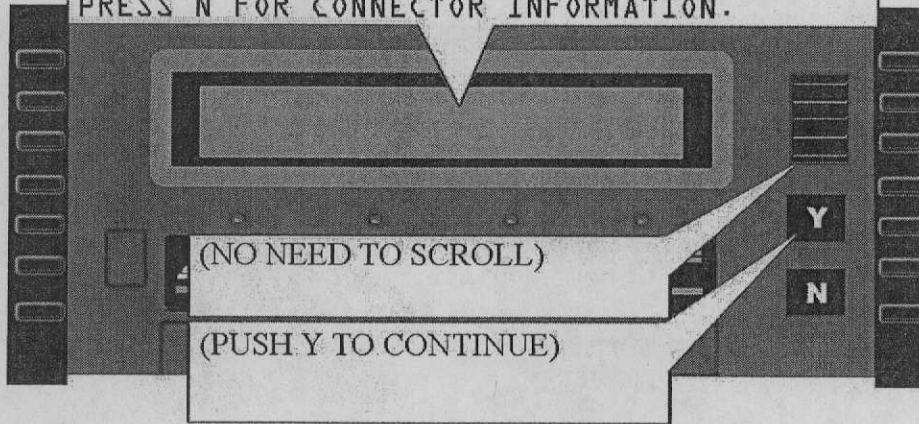 PRESS N FOR CONNECTOR INFORMATION.
Y
(NO NEED TO SCROLL)
N
(PUSH Y TO CONTINUE)